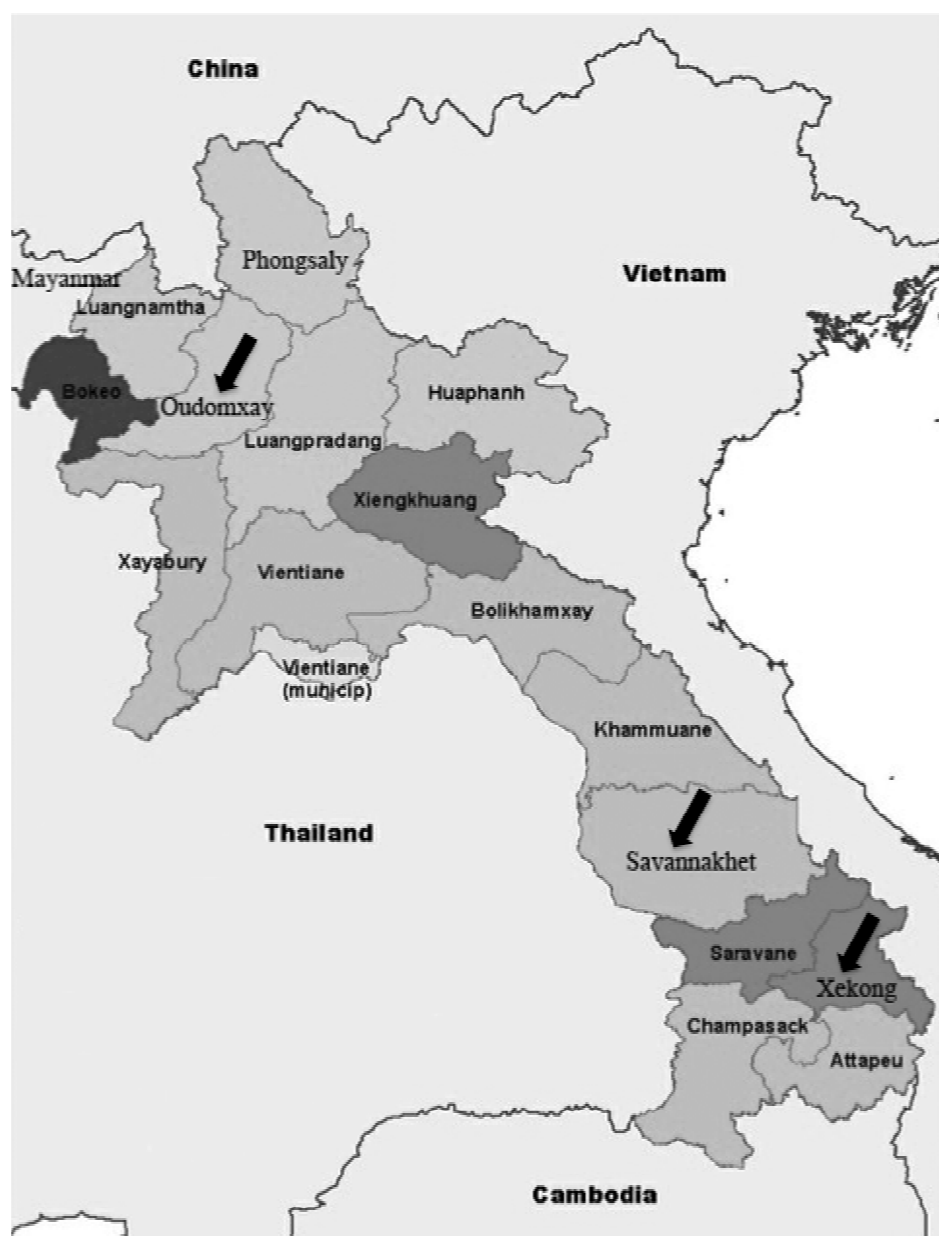 China
Phongsaly
Mayanmar
Vietnam
Luangnamtha
Bokeo
Huaphanh
Oudomxay
Luangpradang
Xiengkhuang
Xayabury
Vientiane
Bolikhamxay
Vientiane
(municip)
Khammuane
Thailand
Savannakhet
Saravane
Xekong
Champasack
Attapeu
Cambodia